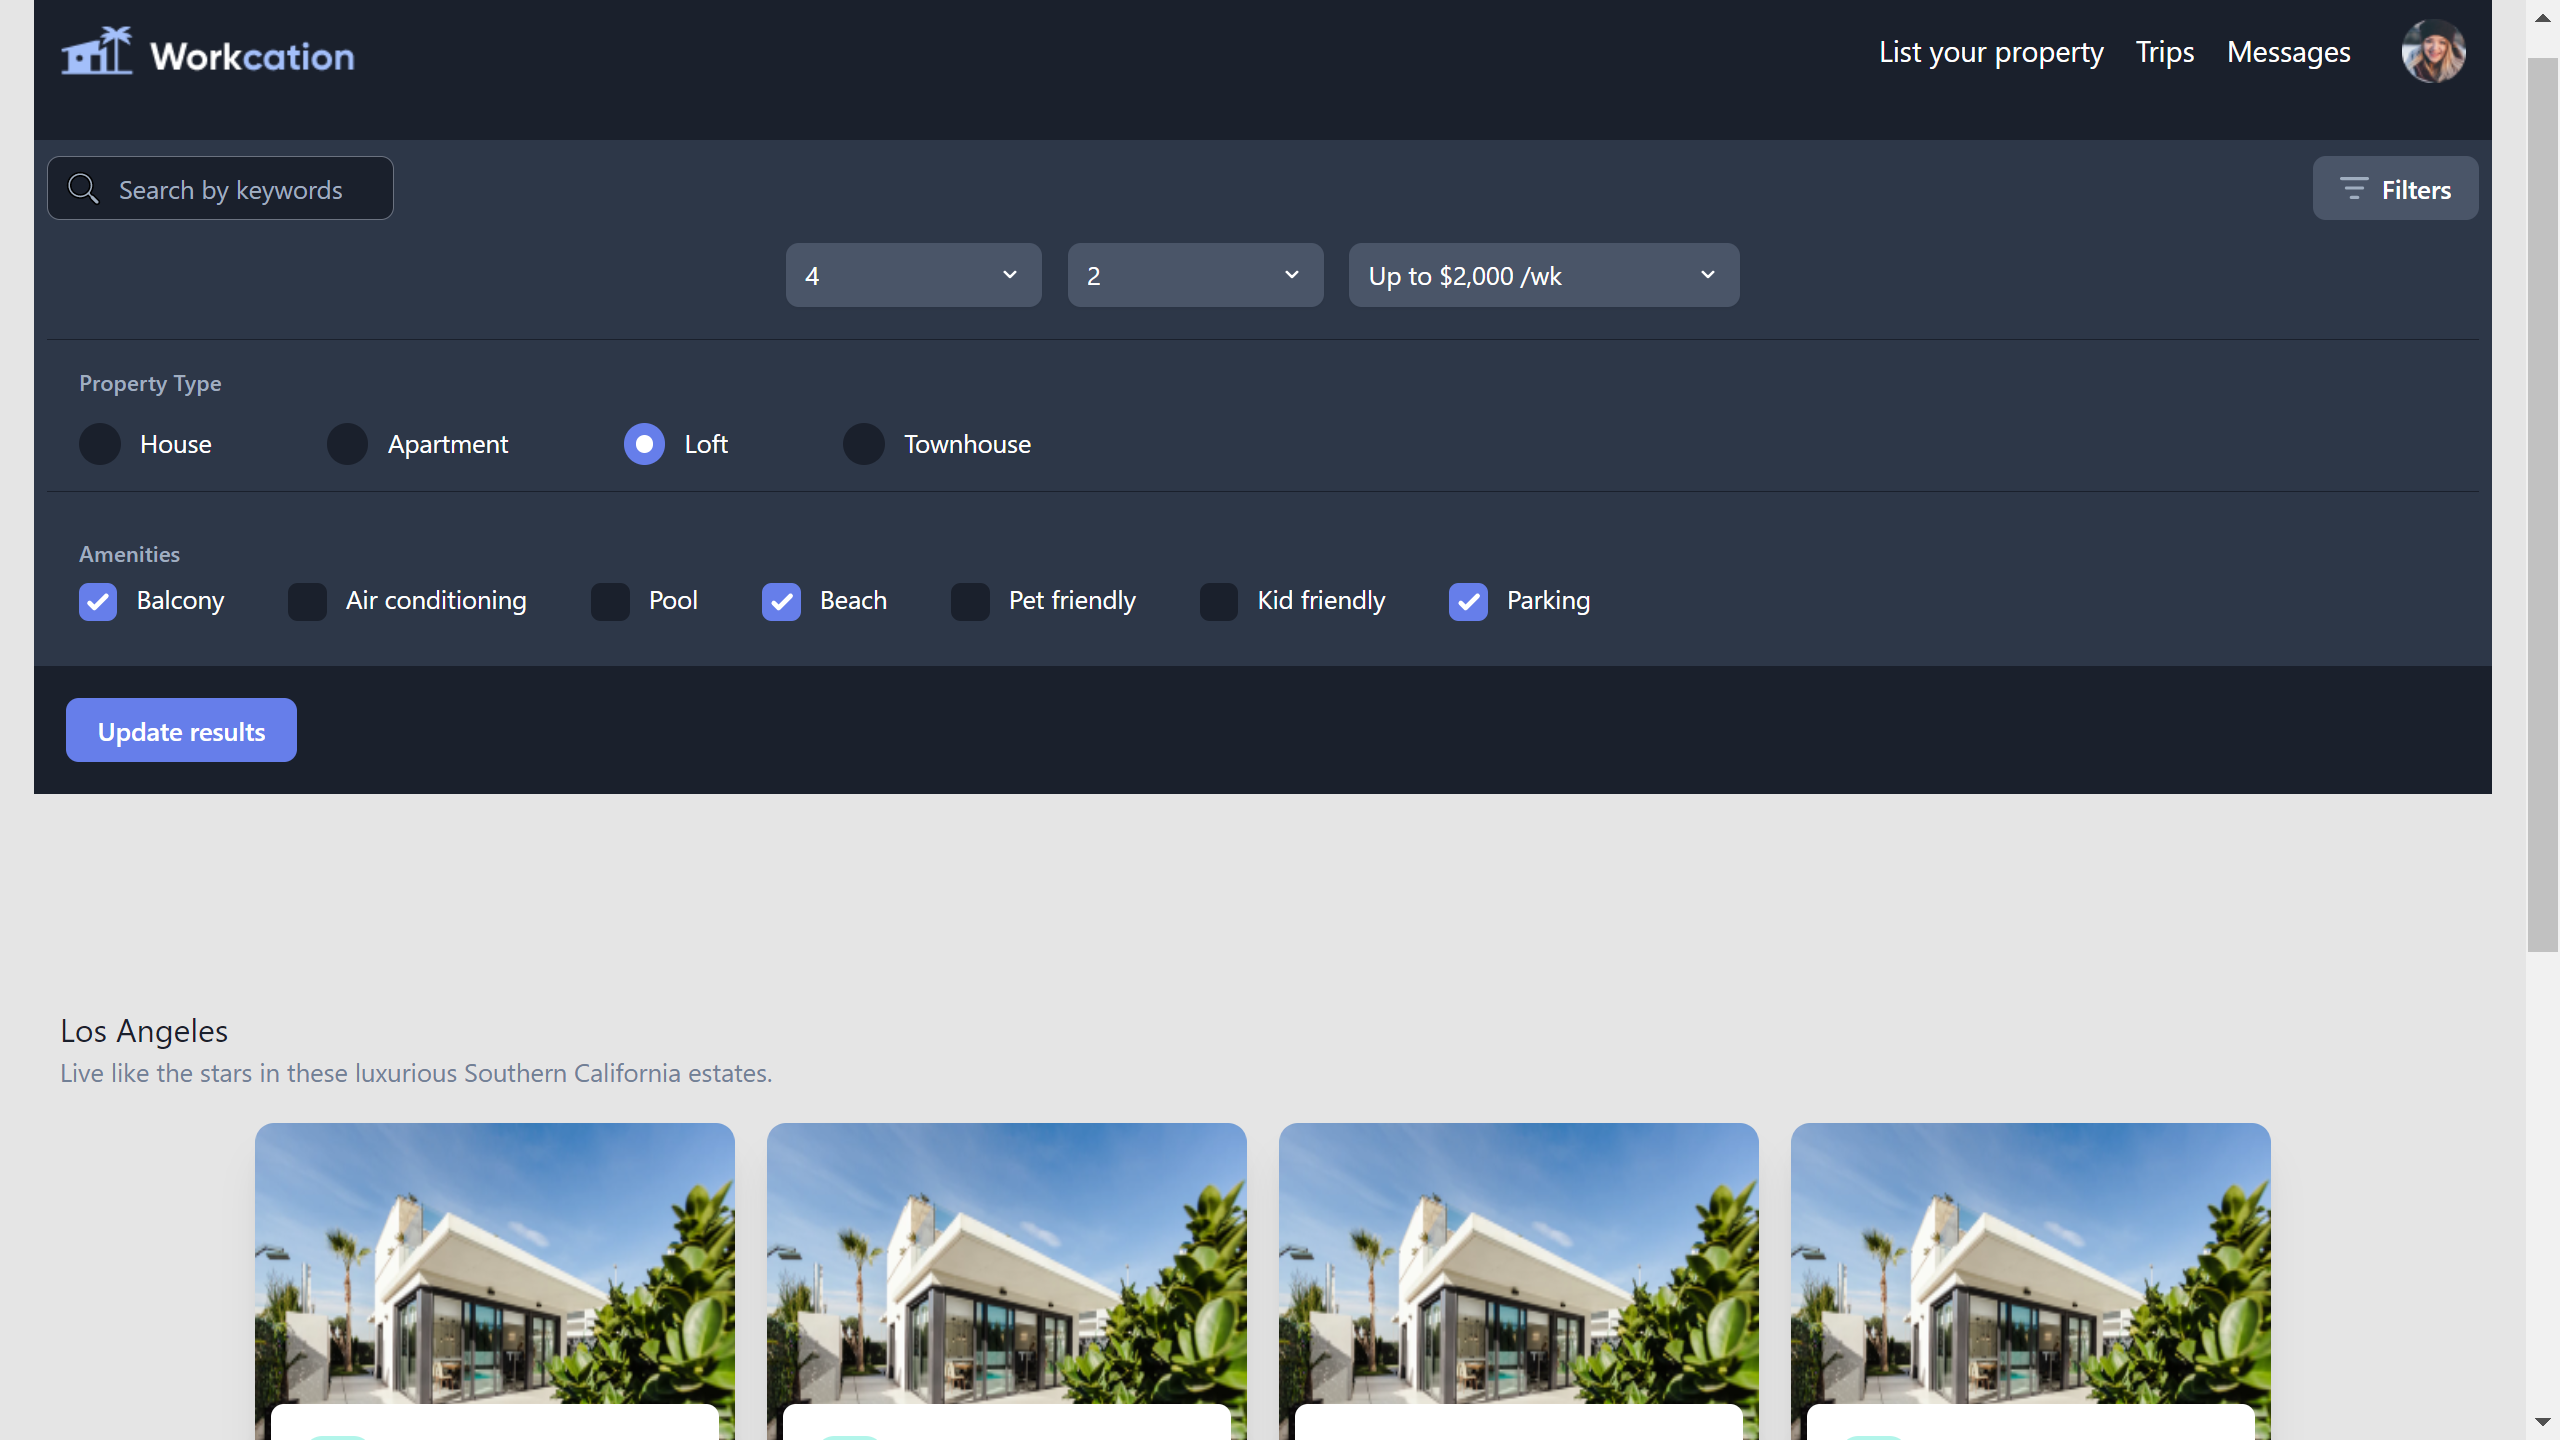 Workcation
List your property Trips Messages
Search by keywords
Filters
4
2
Up to $2,000 /wk
Property Type
House Apartment Loft Townhouse
Amenities
Balcony Air conditioning Pool Beach Pet friendly Kid friendly Parking
Update results
Los Angeles
Live like the stars in these luxurious Southern California estates.